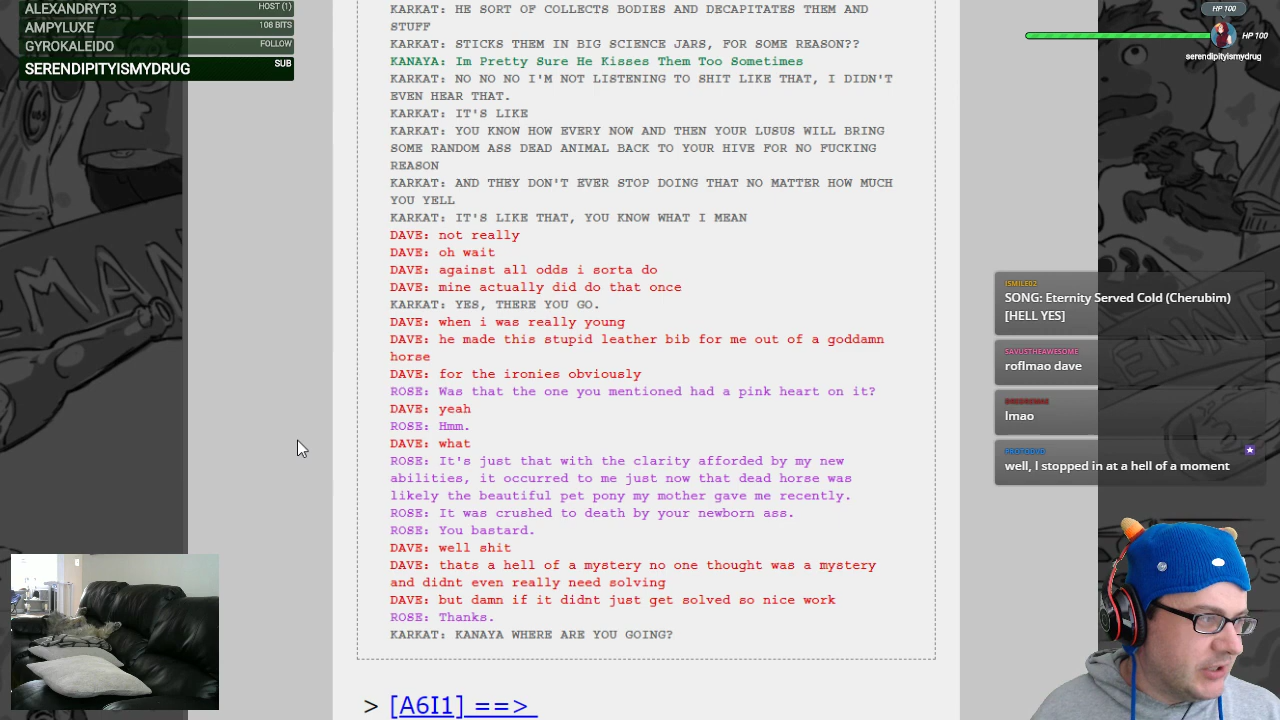 ALEXANDRYT3 HOST (1)
AMPYLUXE 108 BITS
GYROKALEIDO FOLLOW
SERENDIPITYISMYDRUG SUB
KARKAT: HE SORT OF COLLECTS BODIES AND DECAPITATES THEM AND
STUFF
KARKAT: STICKS THEM IN BIG SCIENCE JARS, FOR SOME REASON??
KANAYA: Im Pretty Sure He Kisses Them Too Sometimes
KARKAT: NO NO NO I'M NOT LISTENING TO SHIT LIKE THAT, I DIDN'T
EVEN HEAR THAT.
KARKAT: IT'S LIKE
KARKAT: YOU KNOW HOW EVERY NOW AND THEN YOUR LUSUS WILL BRING
SOME RANDOM ASS DEAD ANIMAL BACK TO YOUR HIVE FOR NO FUCKING
REASON
KARKAT: AND THEY DON'T EVER STOP DOING THAT NO MATTER HOW MUCH
YOU YELL
KARKAT: IT'S LIKE THAT, YOU KNOW WHAT I MEAN
DAVE: not really
DAVE: oh wait
DAVE: against all odds i sorta do
DAVE: mine actually did do that once
KARKAT: YES, THERE YOU GO.
DAVE: when i was really young
DAVE: he made this stupid leather bib for me out of a goddamn
horse
DAVE: for the ironies obviously
ROSE: Was that the one you mentioned had a pink heart on it?
DAVE: yeah
ROSE: Hmm.
DAVE: what
ROSE: It's just that with the clarity afforded by my new
abilities, it occurred to me just now that dead horse was
likely the beautiful pet pony my mother gave me recently.
ROSE: It was crushed to death by your newborn ass.
ROSE: You bastard.
DAVE: well shit
DAVE: thats a hell of a mystery no one thought was a mystery
and didnt even really need solving
DAVE: but damn if it didnt just get solved so nice work
ROSE: Thanks.
KARKAT: KANAYA WHERE ARE YOU GOING?
> [A6I1] ==>
HP 100
HP 100
serendipityismydrug
ISMILE02
SONG: Eternity Served Cold (Cherubim)
[HELL YES]
SAVUSTHEAWESOME
roflmao dave
lmao
well, I stopped in at a hell of a moment
MAN